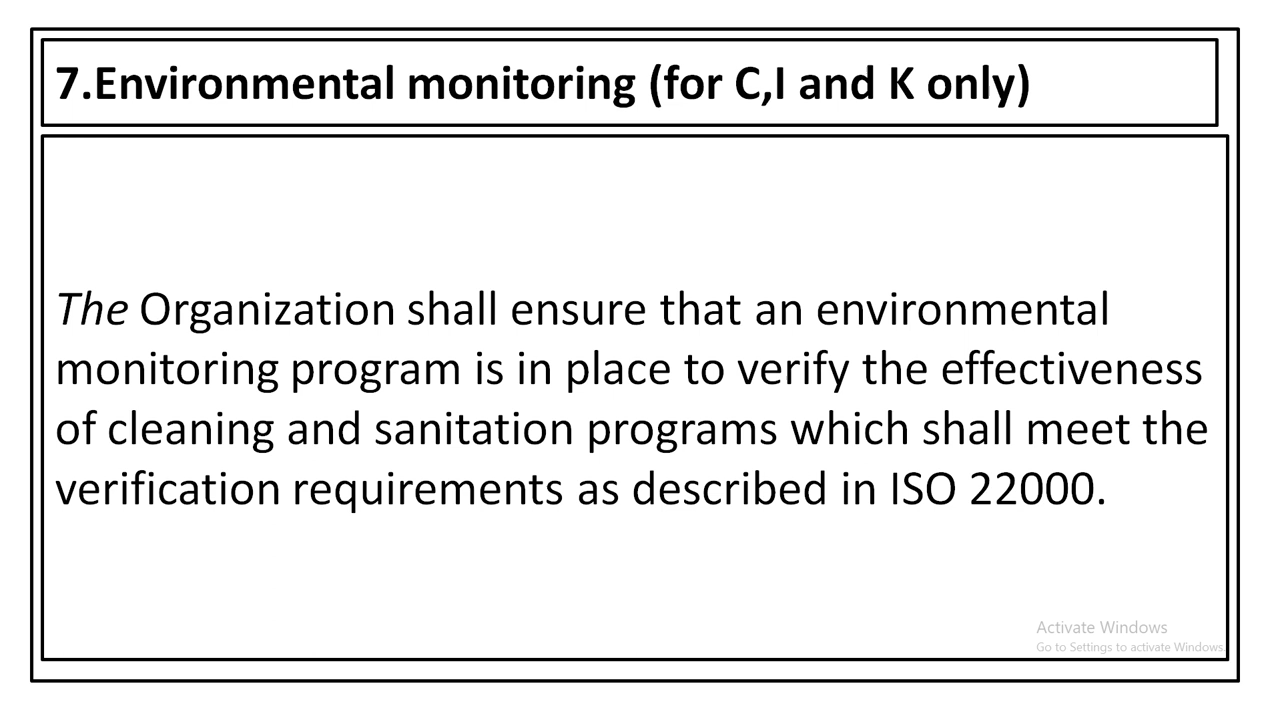 7.Environmental monitoring (for C,I and K only)
The Organization shall ensure that an environmental
monitoring program is in place to verify the effectiveness
of cleaning and sanitation programs which shall meet the
verification requirements as described in ISO 22000.
Activate Windows
Go to Settings to activate Windows.